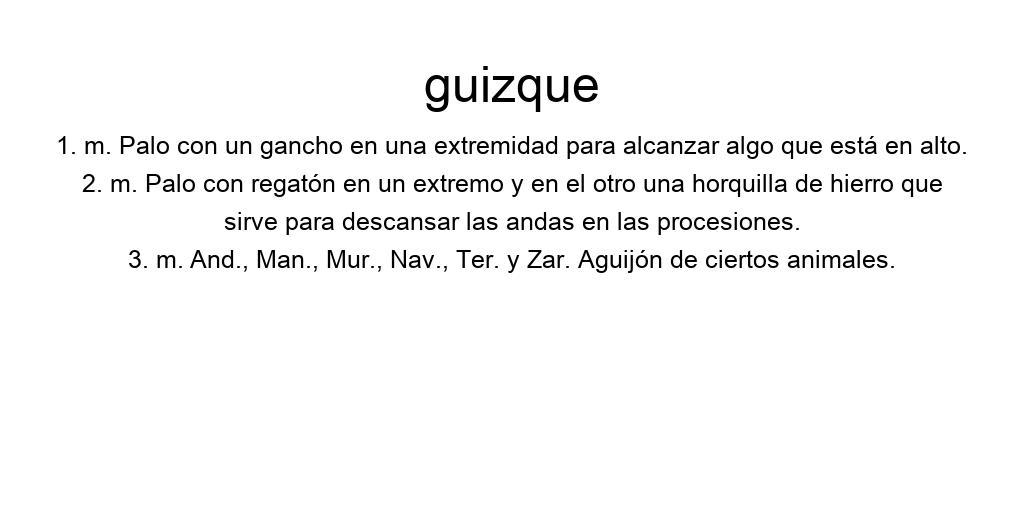 guizque
1. m. Palo con un gancho en una extremidad para alcanzar algo que está en alto.
2. m. Palo con regatón en un extremo y en el otro una horquilla de hierro que
sirve para descansar las andas en las procesiones.
3. m. And., Man., Mur., Nav., Ter. y Zar. Aguijón de ciertos animales.